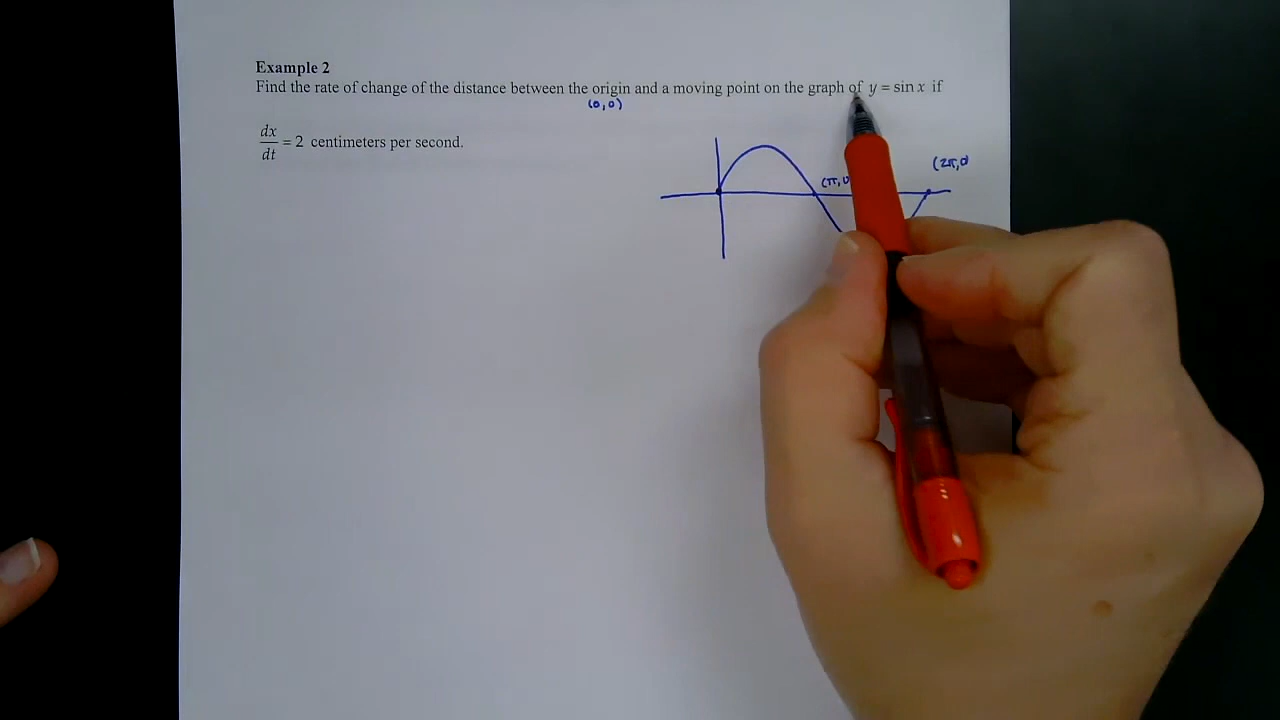 Example 2
Find the rate of change of the distance between the origin and a moving point on the graph of y = sin x if
(0,0)
dx/dt = 2 centimeters per second.
(2π,0
(π,0